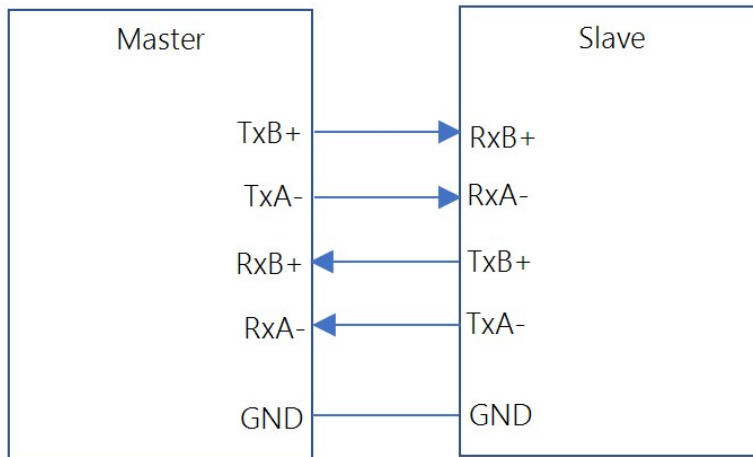 Master
Slave
TxB+
RxB+
TxA-
RxA-
RxB+
TxB+
RxA-
TxA-
GND
GND